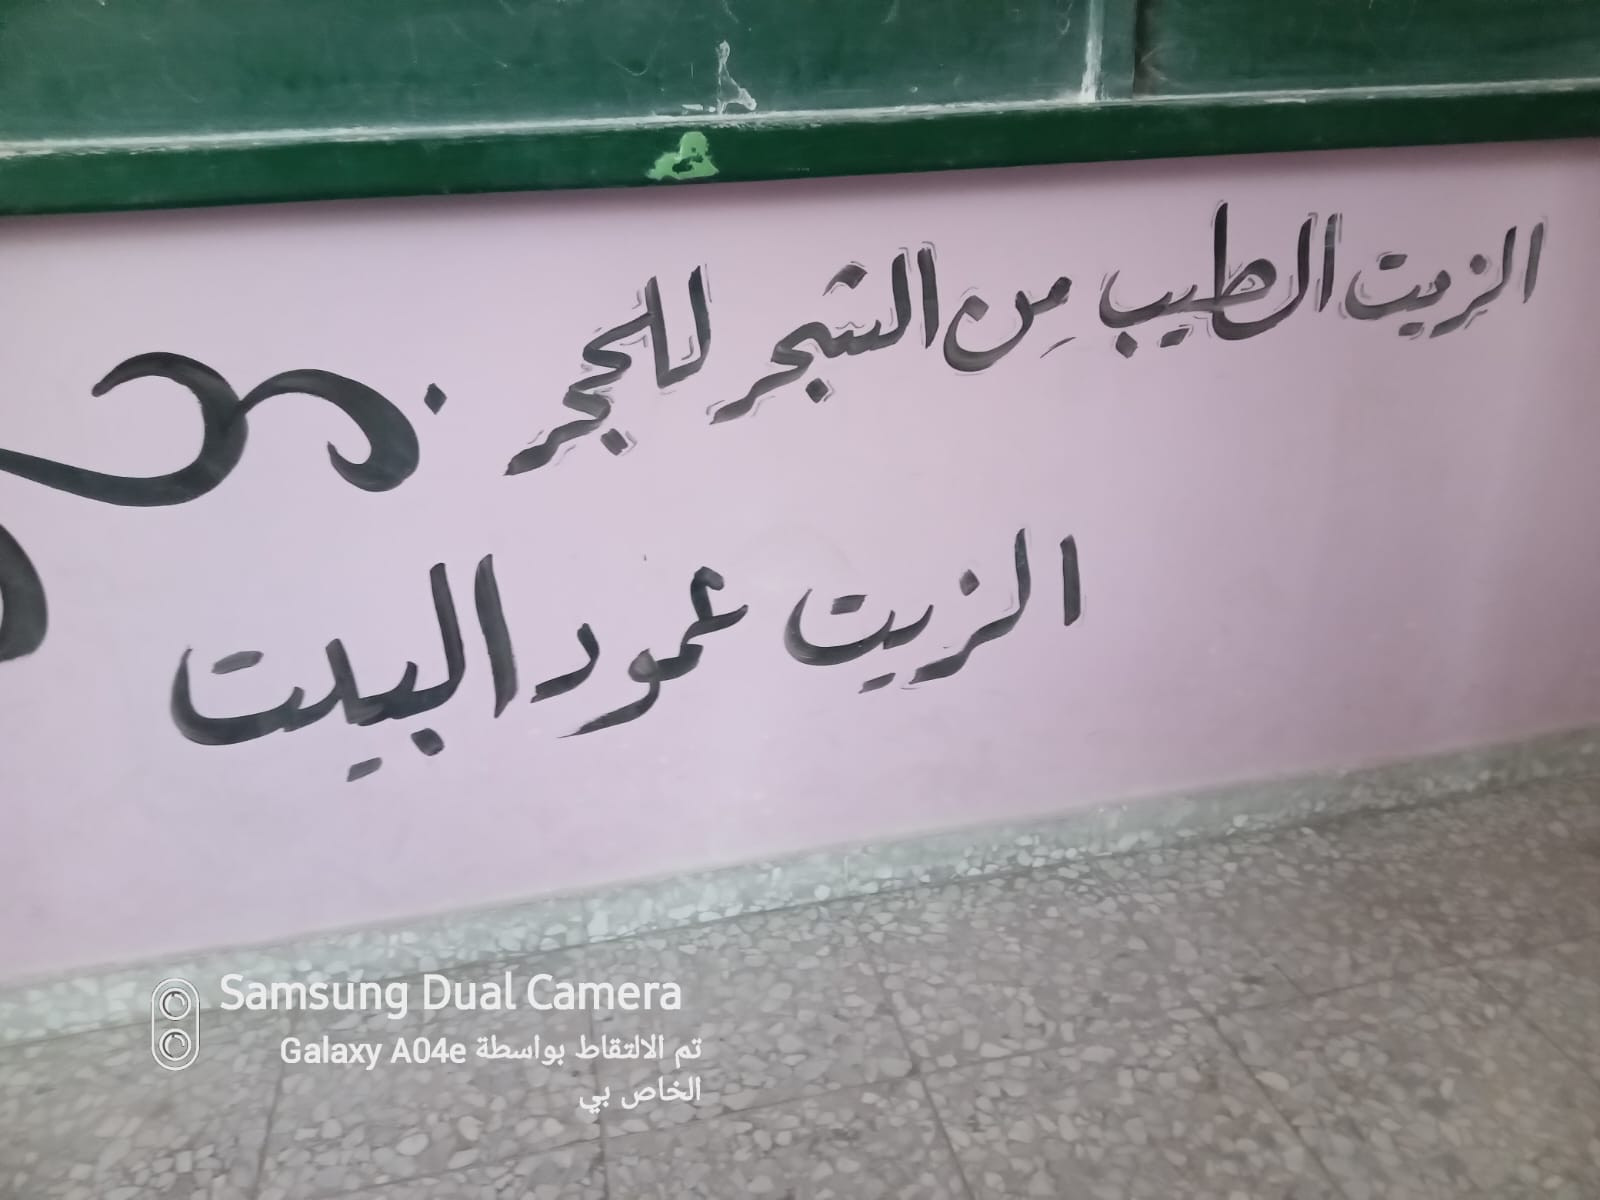 الزيت الطيب من الشجر للحجر
الزيت عمود البيت
Samsung Dual Camera
تم الالتقاط بواسطة Galaxy A04e
الخاص بي